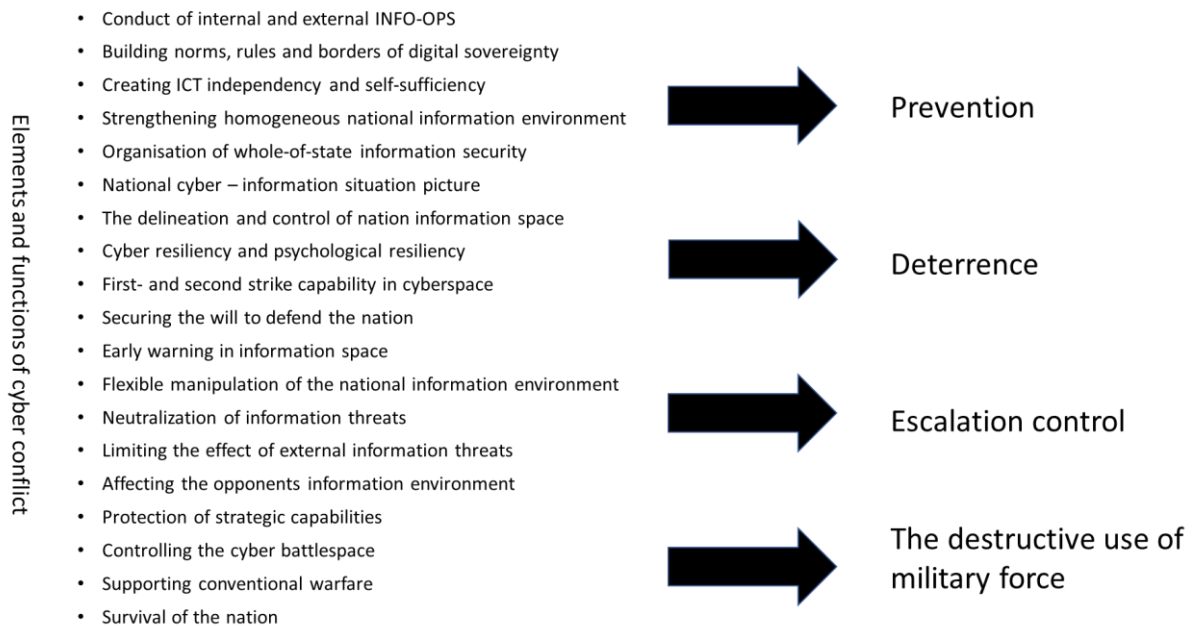 Elements and functions of cyber conflict
• Conduct of internal and external INFO-OPS
• Building norms, rules and borders of digital sovereignty
• Creating ICT independency and self-sufficiency
• Strengthening homogeneous national information environment
• Organisation of whole-of-state information security
• National cyber – information situation picture
• The delineation and control of nation information space
• Cyber resiliency and psychological resiliency
• First- and second strike capability in cyberspace
• Securing the will to defend the nation
• Early warning in information space
• Flexible manipulation of the national information environment
• Neutralization of information threats
• Limiting the effect of external information threats
• Affecting the opponents information environment
• Protection of strategic capabilities
• Controlling the cyber battlespace
• Supporting conventional warfare
• Survival of the nation
Prevention
Deterrence
Escalation control
The destructive use of
military force